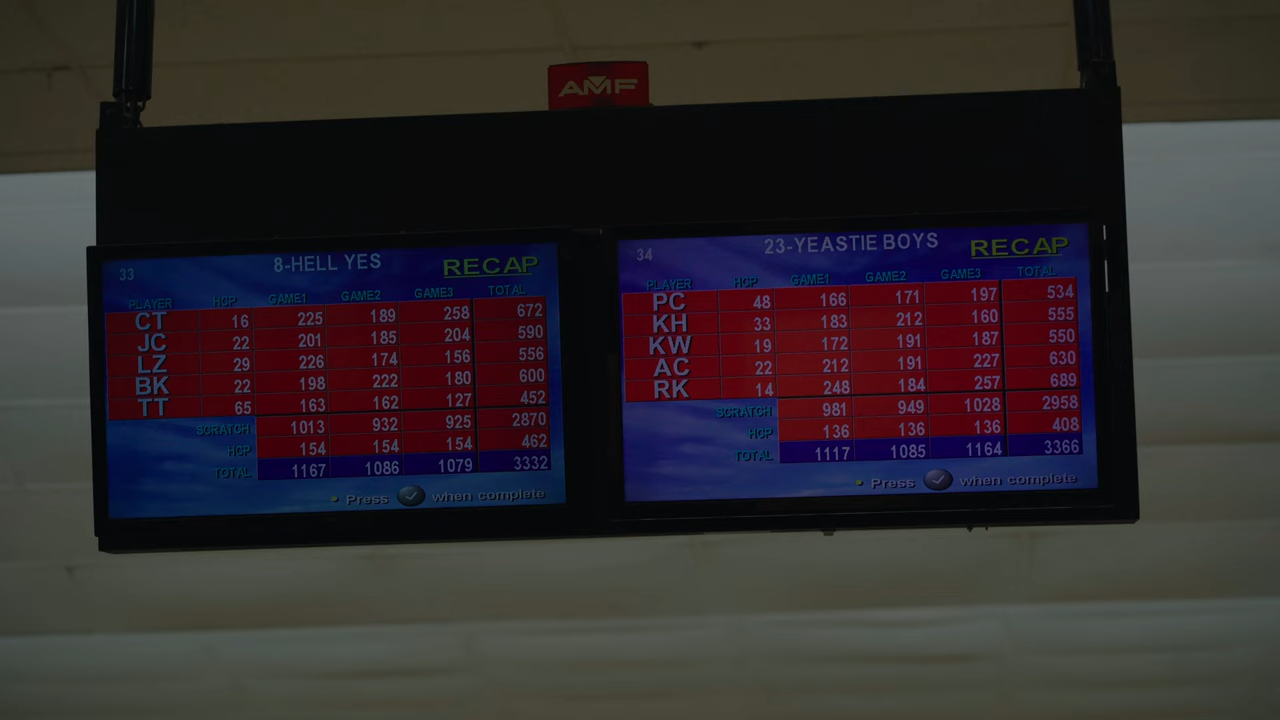 AMF
33
8-HELL YES
RECAP
PLAYER HCP GAME1 GAME2 GAME3 TOTAL
CT 16 225 189 258 672
JC 22 201 185 204 590
LZ 29 226 174 156 556
BK 22 198 222 180 600
TT 65 163 162 127 452
SCRATCH 1013 932 925 2870
HCP 154 154 154 462
TOTAL 1167 1086 1079 3332
Press when complete
34
23-YEASTIE BOYS
RECAP
PLAYER HCP GAME1 GAME2 GAME3 TOTAL
PC 48 166 171 197 534
KH 33 183 212 160 555
KW 19 172 191 187 550
AC 22 212 191 227 630
RK 14 248 184 257 689
SCRATCH 981 949 1028 2958
HCP 136 136 136 408
TOTAL 1117 1085 1164 3366
Press when complete